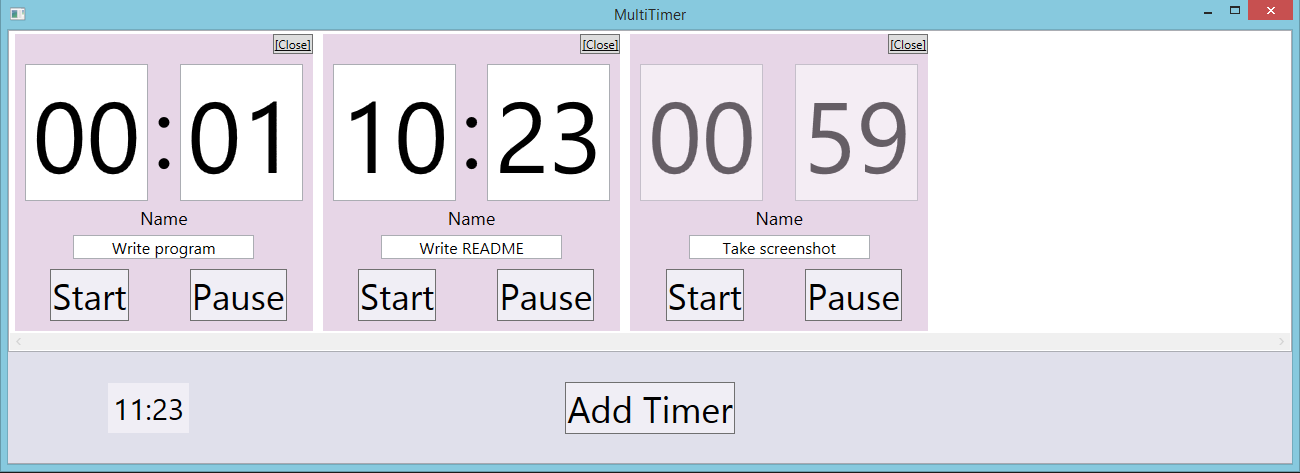 MultiTimer
[Close] [Close] [Close]
00:01 10:23 00 59
Name Name Name
Write program Write README Take screenshot
Start Pause Start Pause Start Pause
11:23 Add Timer